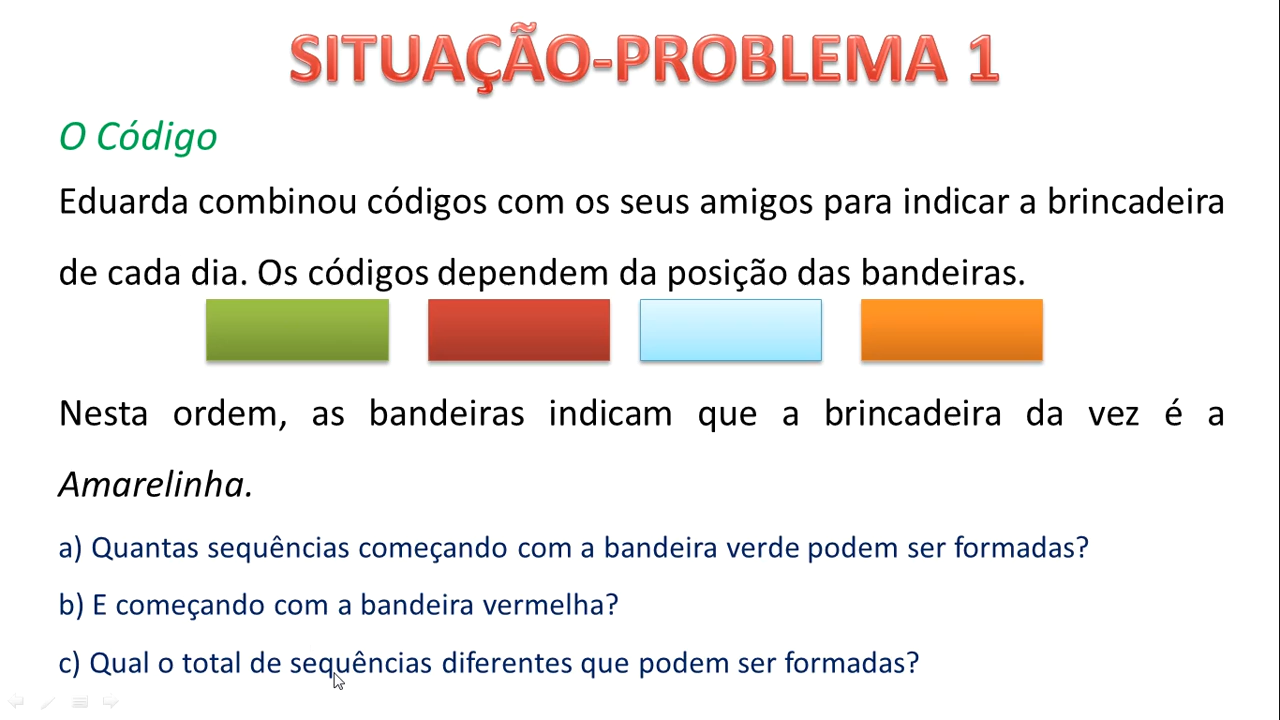 SITUAÇÃO-PROBLEMA 1
O Código
Eduarda combinou códigos com os seus amigos para indicar a brincadeira
de cada dia. Os códigos dependem da posição das bandeiras.
Nesta ordem, as bandeiras indicam que a brincadeira da vez é a
Amarelinha.
a) Quantas sequências começando com a bandeira verde podem ser formadas?
b) E começando com a bandeira vermelha?
c) Qual o total de sequências diferentes que podem ser formadas?